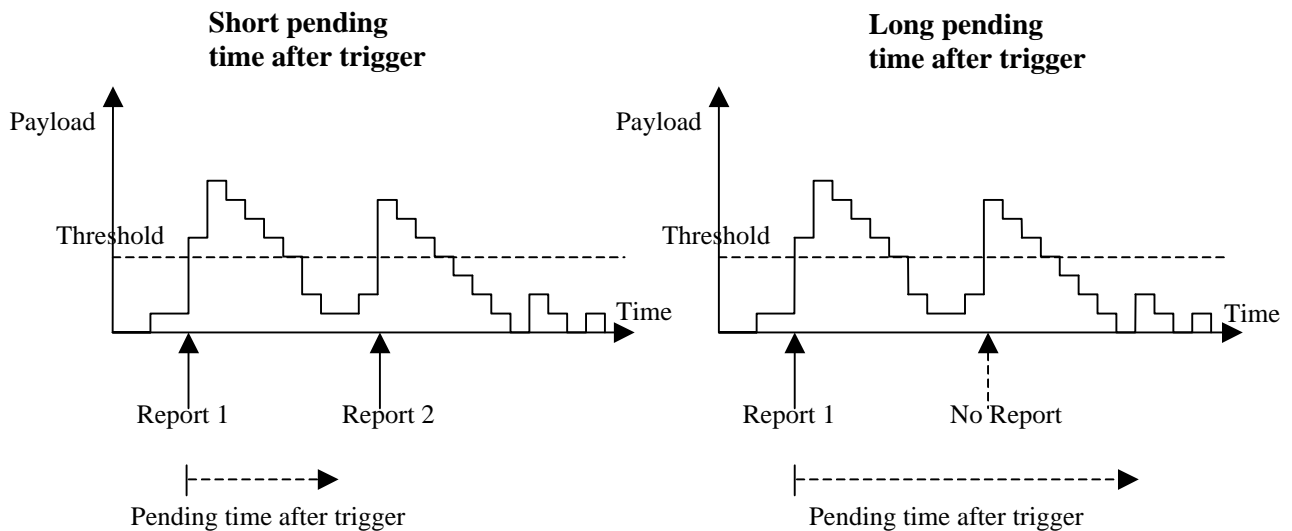 Short pending
time after trigger
Payload
Threshold
Time
Report 1
Report 2
Pending time after trigger
Long pending
time after trigger
Payload
Threshold
Time
Report 1
No Report
Pending time after trigger